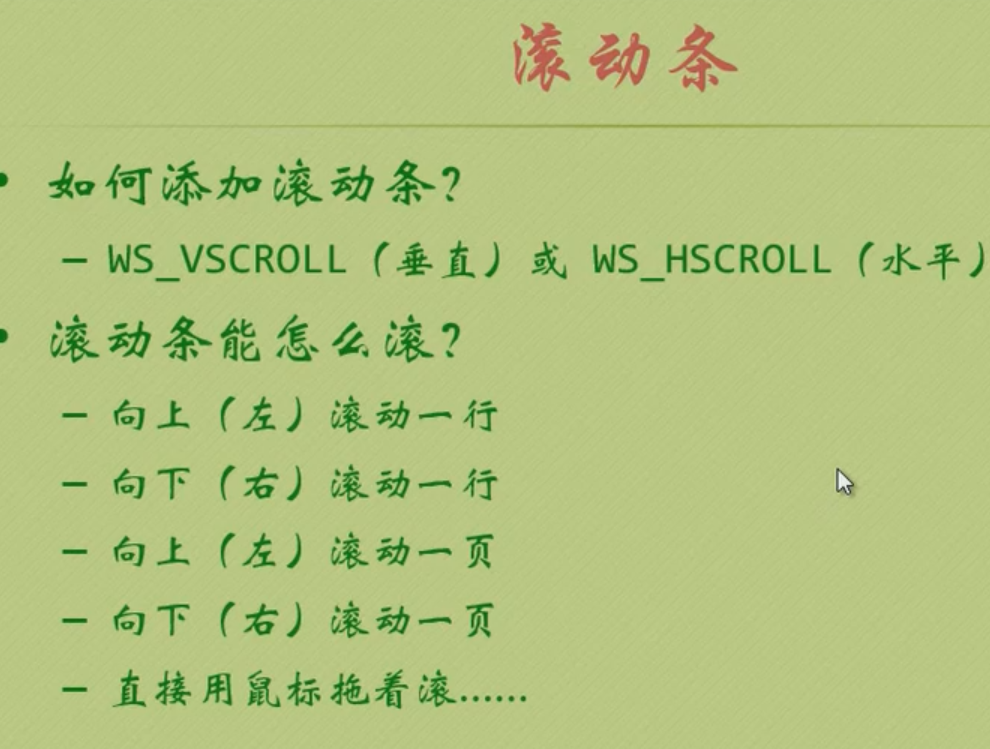 滚动条
• 如何添加滚动条?
– WS_VSCROLL（垂直）或 WS_HSCROLL（水平）
• 滚动条能怎么滚?
– 向上（左）滚动一行
– 向下（右）滚动一行
– 向上（左）滚动一页
– 向下（右）滚动一页
– 直接用鼠标拖着滚……